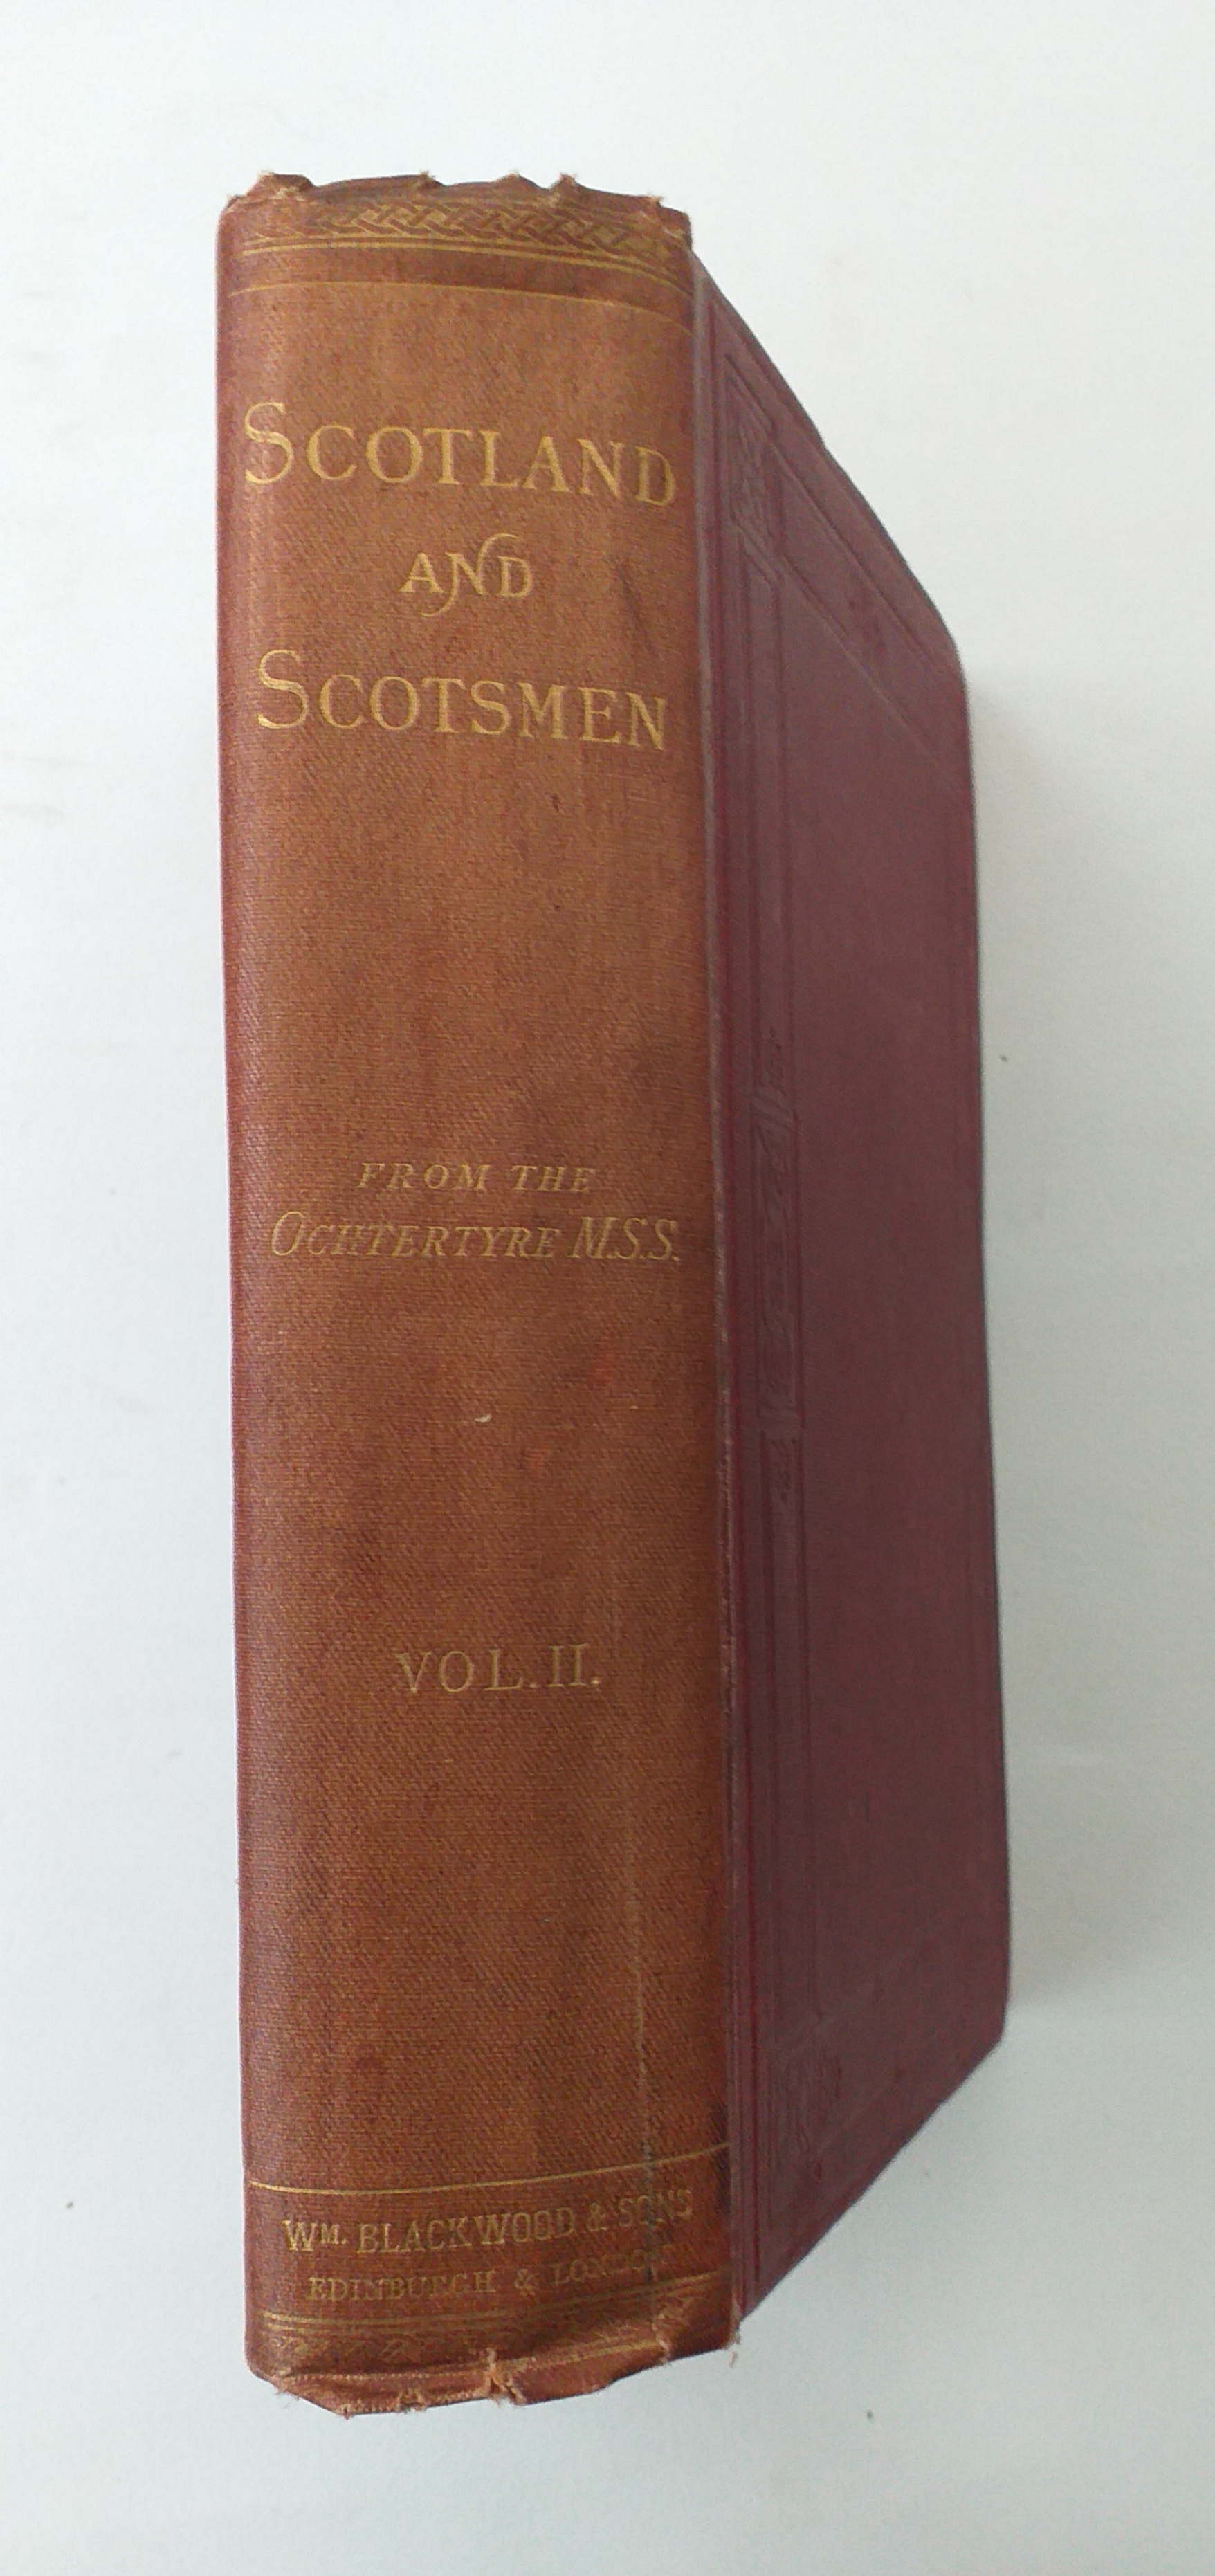 SCOTLAND
AND
SCOTSMEN
FROM THE
OCHTERTYRE M.S.S.
VOL. II.
WM. BLACKWOOD & SONS
EDINBURGH & LONDON